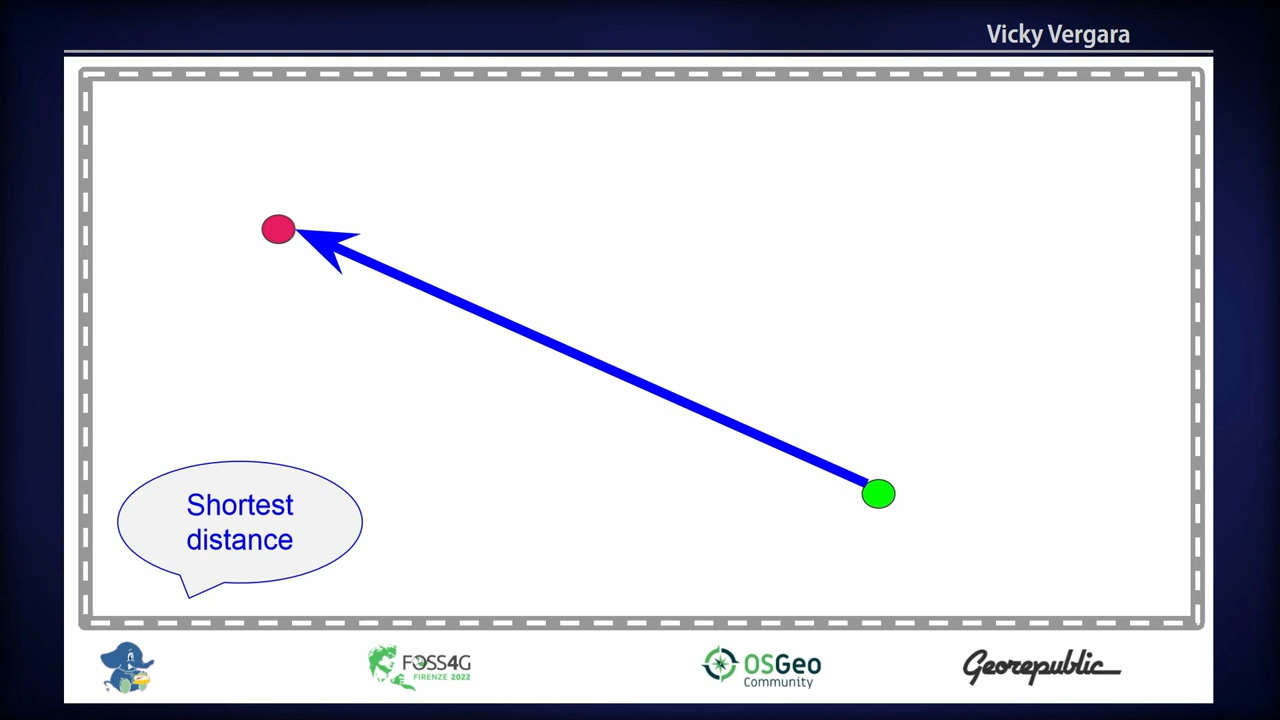 Vicky Vergara
Shortest
distance
FOSS4G
FIRENZE 2022
OSGeo
Community
Georepublic